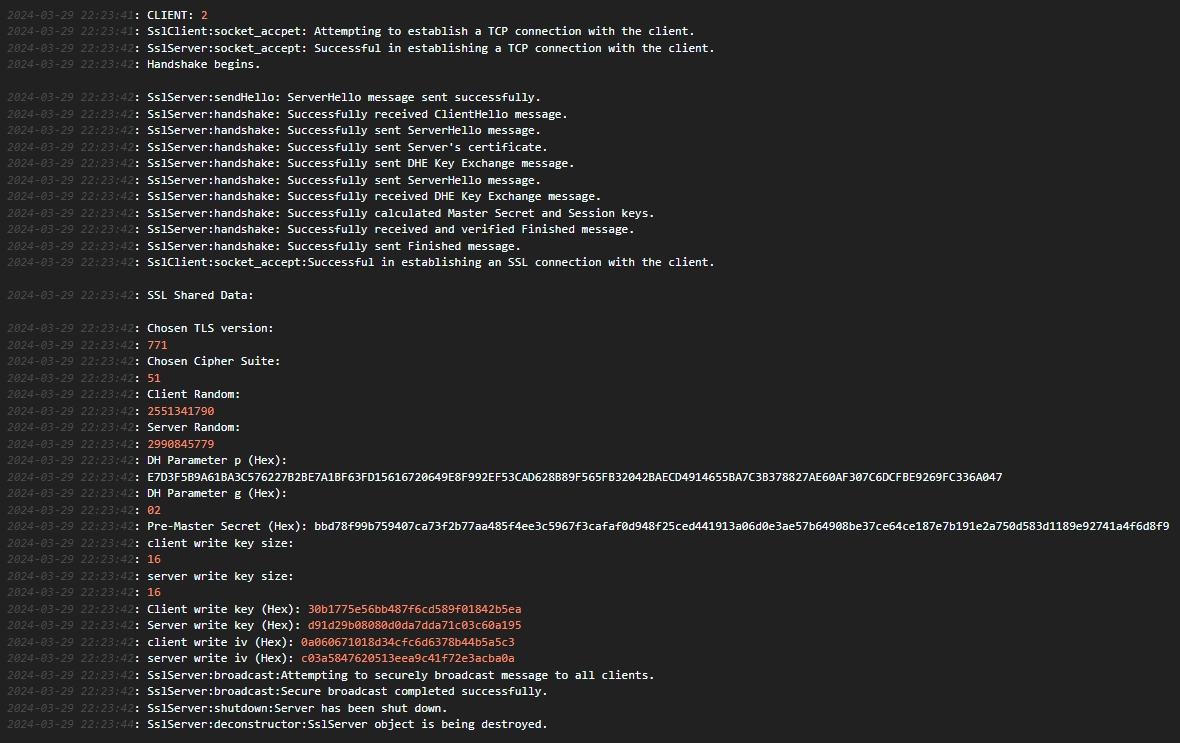 2024-03-29 22:23:41: CLIENT: 2
2024-03-29 22:23:41: SslClient:socket_accpet: Attempting to establish a TCP connection with the client.
2024-03-29 22:23:42: SslServer:socket_accept: Successful in establishing a TCP connection with the client.
2024-03-29 22:23:42: Handshake begins.
2024-03-29 22:23:42: SslServer:sendHello: ServerHello message sent successfully.
2024-03-29 22:23:42: SslServer:handshake: Successfully received ClientHello message.
2024-03-29 22:23:42: SslServer:handshake: Successfully sent ServerHello message.
2024-03-29 22:23:42: SslServer:handshake: Successfully sent Server's certificate.
2024-03-29 22:23:42: SslServer:handshake: Successfully sent DHE Key Exchange message.
2024-03-29 22:23:42: SslServer:handshake: Successfully sent ServerHello message.
2024-03-29 22:23:42: SslServer:handshake: Successfully received DHE Key Exchange message.
2024-03-29 22:23:42: SslServer:handshake: Successfully calculated Master Secret and Session keys.
2024-03-29 22:23:42: SslServer:handshake: Successfully received and verified Finished message.
2024-03-29 22:23:42: SslServer:handshake: Successfully sent Finished message.
2024-03-29 22:23:42: SslClient:socket_accept:Successful in establishing an SSL connection with the client.
2024-03-29 22:23:42: SSL Shared Data:
2024-03-29 22:23:42: Chosen TLS version:
2024-03-29 22:23:42: 771
2024-03-29 22:23:42: Chosen Cipher Suite:
2024-03-29 22:23:42: 51
2024-03-29 22:23:42: Client Random:
2024-03-29 22:23:42: 2551341790
2024-03-29 22:23:42: Server Random:
2024-03-29 22:23:42: 2990845779
2024-03-29 22:23:42: DH Parameter p (Hex):
2024-03-29 22:23:42: E7D3F5B9A61BA3C576227B2BE7A1BF63FD15616720649E8F992EF53CAD628B89F565FB32042BAECD4914655BA7C3B378827AE60AF307C6DCFBE9269FC336A047
2024-03-29 22:23:42: DH Parameter g (Hex):
2024-03-29 22:23:42: 02
2024-03-29 22:23:42: Pre-Master Secret (Hex): bbd78f99b759407ca73f2b77aa485f4ee3c5967f3cafaf0d948f25ced441913a06d0e3ae57b64908be37ce64ce187e7b191e2a750d583d1189e92741a4f6d8f9
2024-03-29 22:23:42: client write key size:
2024-03-29 22:23:42: 16
2024-03-29 22:23:42: server write key size:
2024-03-29 22:23:42: 16
2024-03-29 22:23:42: Client write key (Hex): 30b1775e56bb487f6cd589f01842b5ea
2024-03-29 22:23:42: Server write key (Hex): d91d29b08080d0da7dda71c03c60a195
2024-03-29 22:23:42: client write iv (Hex): 0a060671018d34cfc6d6378b44b5a5c3
2024-03-29 22:23:42: server write iv (Hex): c03a5847620513eea9c41f72e3acba0a
2024-03-29 22:23:42: SslServer:broadcast:Attempting to securely broadcast message to all clients.
2024-03-29 22:23:42: SslServer:broadcast:Secure broadcast completed successfully.
2024-03-29 22:23:42: SslServer:shutdown:Server has been shut down.
2024-03-29 22:23:44: SslServer:deconstructor:SslServer object is being destroyed.